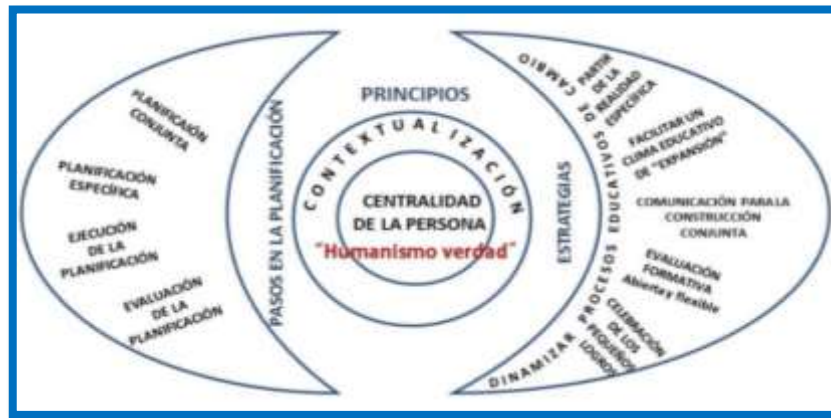 PLANIFICAIÓN
CONJUNTA
PLANIFICACIÓN
ESPECÍFICA
EJECUCIÓN
DE LA
PLANIFICACIÓN
EVALUACIÓN
DE LA
PLANIFICACIÓN
PASOS EN LA PLANIFICACIÓN
PRINCIPIOS
CONTEXTUALIZACIÓN
CENTRALIDAD
DE LA PERSONA
"Humanismo verdad"
ESTRATEGIAS
DINAMIZAR PROCESOS EDUCATIVOS DE CAMBIO
PARTIR
DE LA
REALIDAD
ESPECÍFICA
FACILITAR UN
CLIMA EDUCATIVO
DE "EXPANSIÓN"
COMUNICACIÓN PARA LA
CONSTRUCCIÓN
CONJUNTA
EVALUACIÓN
FORMATIVA
Abierta y flexible
CELEBRACIÓN
DE LOS
PEQUEÑOS
LOGROS